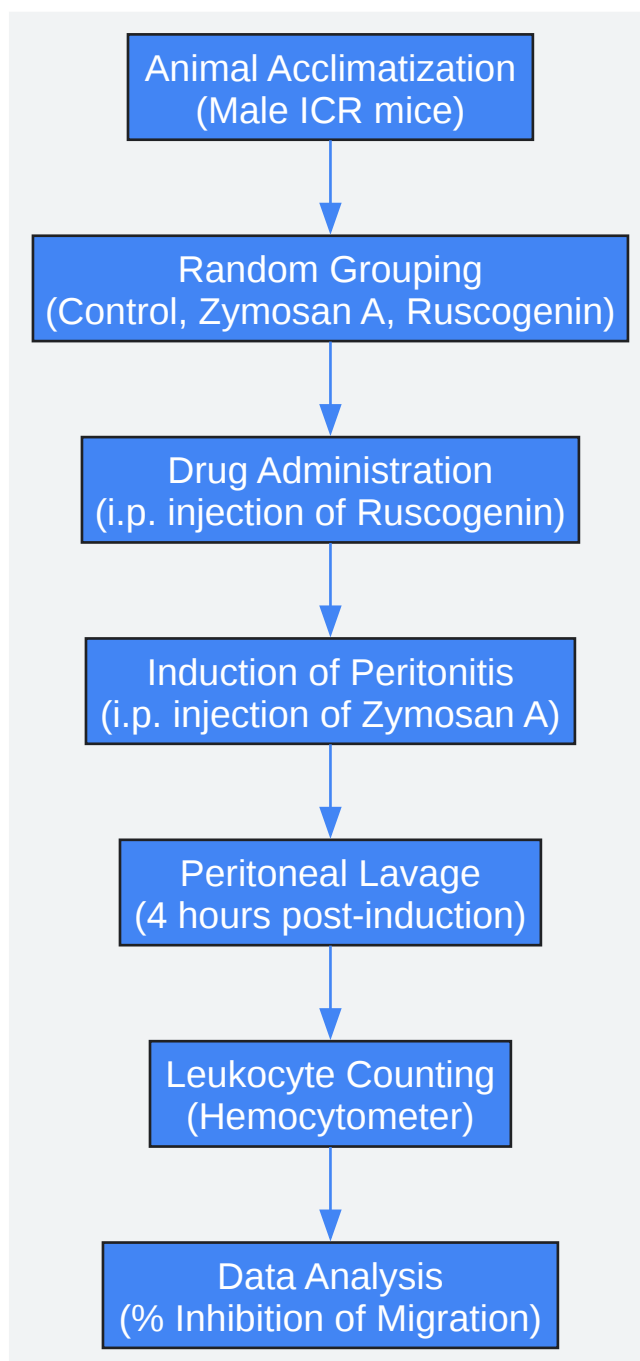 Animal Acclimatization
(Male ICR mice)
Random Grouping
(Control, Zymosan A, Ruscogenin)
Drug Administration
(i.p. injection of Ruscogenin)
Induction of Peritonitis
(i.p. injection of Zymosan A)
Peritoneal Lavage
(4 hours post-induction)
Leukocyte Counting
(Hemocytometer)
Data Analysis
(% Inhibition of Migration)